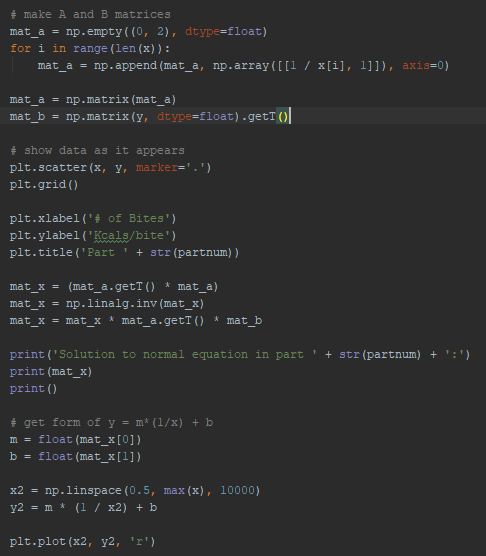 # make A and B matrices
mat_a = np.empty((0, 2), dtype=float)
for i in range(len(x)):
    mat_a = np.append(mat_a, np.array([[1 / x[i], 1]]), axis=0)
mat_a = np.matrix(mat_a)
mat_b = np.matrix(y, dtype=float).getT()
# show data as it appears
plt.scatter(x, y, marker='.')
plt.grid()
plt.xlabel('# of Bites')
plt.ylabel('Kcals/bite')
plt.title('Part ' + str(partnum))
mat_x = (mat_a.getT() * mat_a)
mat_x = np.linalg.inv(mat_x)
mat_x = mat_x * mat_a.getT() * mat_b
print('Solution to normal equation in part ' + str(partnum) + ':')
print(mat_x)
print()
# get form of y = m*(1/x) + b
m = float(mat_x[0])
b = float(mat_x[1])
x2 = np.linspace(0.5, max(x), 10000)
y2 = m * (1 / x2) + b
plt.plot(x2, y2, 'r')